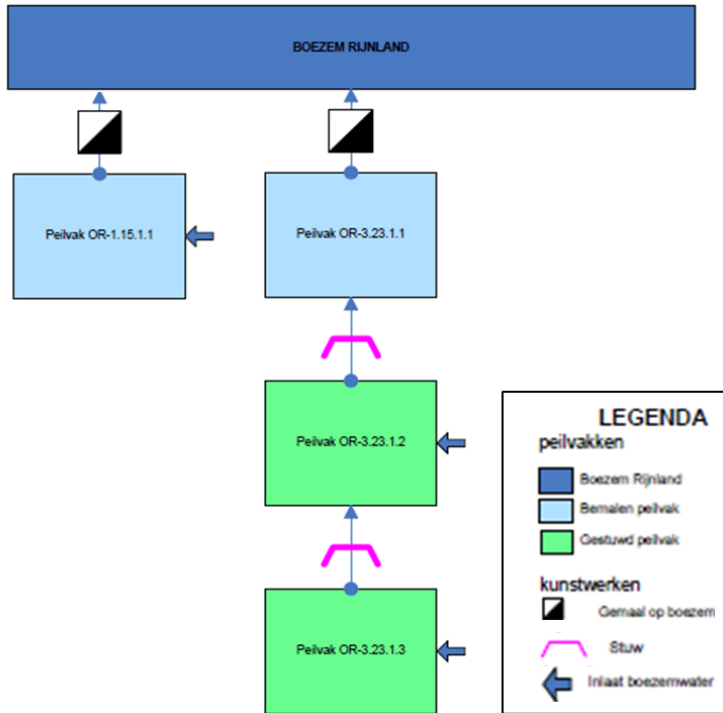 BOEZEM RIJNLAND
Peilvak OR-1.15.1.1
Peilvak OR-3.23.1.1
Peilvak OR-3.23.1.2
Peilvak OR-3.23.1.3
LEGENDA
peilvakken
Boezem Rijnland
Bemalen peilvak
Gestuwd peilvak
kunstwerken
Gemaal op boezem
Stuw
Inlaat boezemwater